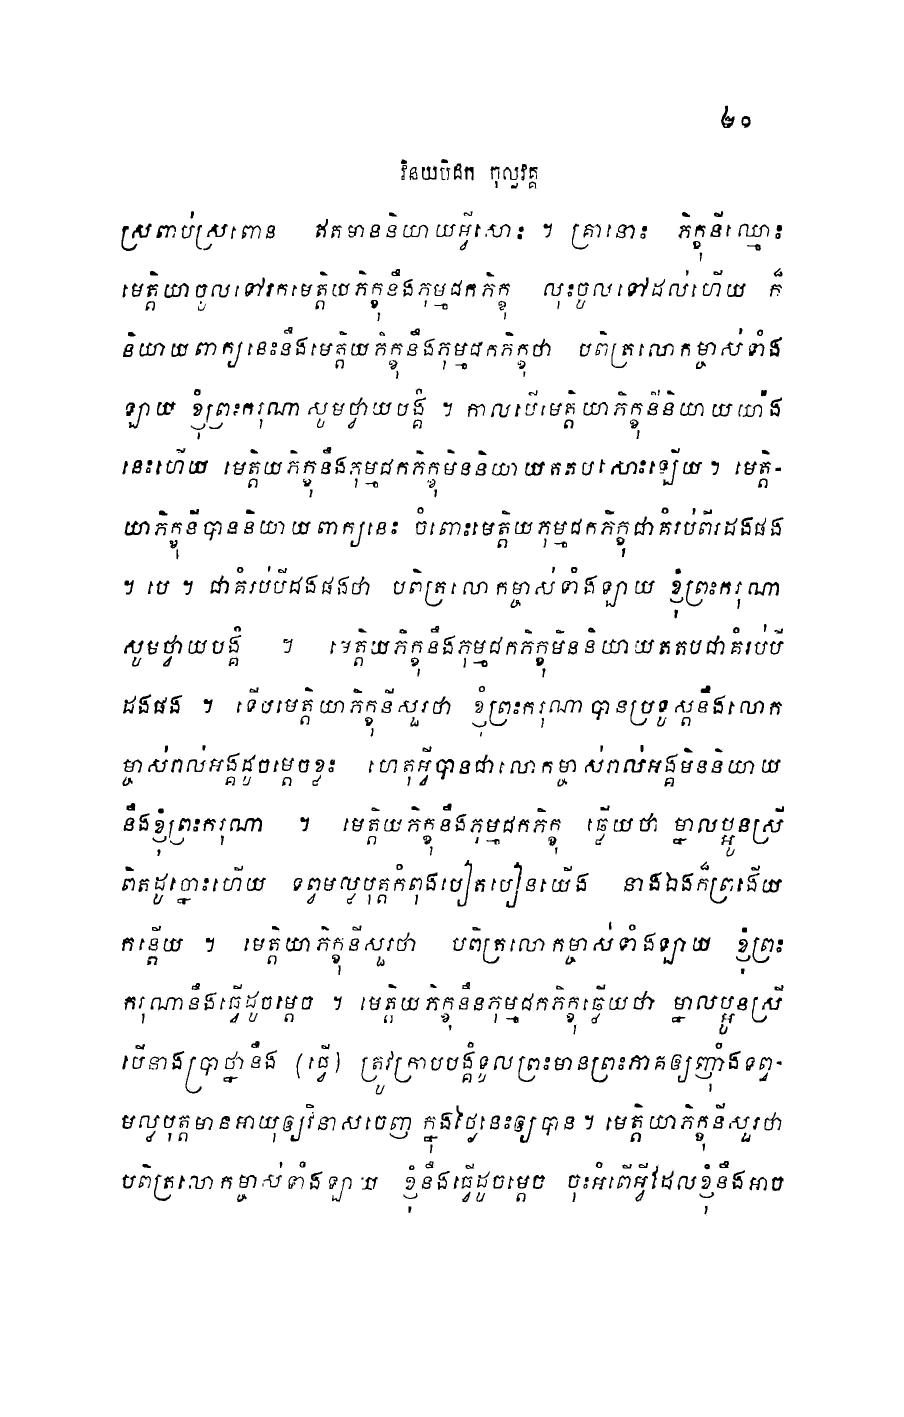 ២០
វិនយបិដក ចុល្លវគ្គ
ស្រពាប់ស្រពោន ឥតមាននិយាយអ្វីសោះ ។ គ្រានោះ ភិក្ខុនីឈ្មោះ
មេត្តិយាចូលទៅរកមេត្តិយភិក្ខុនឹងភុម្មជកភិក្ខុ លុះចូលទៅដល់ហើយ ក៏
និយាយពាក្យនេះនឹងមេត្តិយភិក្ខុនឹងភុម្មជកភិក្ខុថា បពិត្រលោកម្ចាស់ទាំង
ឡាយ ខ្ញុំព្រះករុណាសូមថ្វាយបង្គំ ។ កាលបើមេត្តិយាភិក្ខុនីនិយាយយ៉ាង
នេះហើយ មេត្តិយភិក្ខុនឹងភុម្មជកភិក្ខុមិននិយាយតតបសោះឡើយ ។ មេត្តិ-
យាភិក្ខុនីបាននិយាយពាក្យនេះ ចំពោះមេត្តិយភុម្មជកភិក្ខុជាគំរប់ពីរដងផង
។ បេ ។ ជាគំរប់បីដងផងថា បពិត្រលោកម្ចាស់ទាំងឡាយ ខ្ញុំព្រះករុណា
សូមថ្វាយបង្គំ ។ មេត្តិយភិក្ខុនឹងភុម្មជកភិក្ខុមិននិយាយតតបជាគំរប់បី
ដងផង ។ ទើបមេត្តិយាភិក្ខុនីសួរថា ខ្ញុំព្រះករុណាបានប្រទូស្តនឹងលោក
ម្ចាស់ពល់អង្គដូចម្តេចខ្លះ ហេតុអ្វីបានជាលោកម្ចាស់ពល់អង្គមិននិយាយ
នឹងខ្ញុំព្រះករុណា ។ មេត្តិយភិក្ខុនឹងភុម្មជកភិក្ខុ ឆ្លើយថា ម្នាលប្អូនស្រី
ពិតដូច្នោះហើយ ទព្វមល្លបុត្តកំពុងបៀតបៀនយើង នាងឯងក៏ព្រងើយ
កន្តើយ ។ មេត្តិយាភិក្ខុនីសួរថា បពិត្រលោកម្ចាស់ទាំងឡាយ ខ្ញុំព្រះ
ករុណានឹងធ្វើដូចម្តេច ។ មេត្តិយភិក្ខុនឹនភុម្មជកភិក្ខុឆ្លើយថា ម្នាលប្អូនស្រី
បើនាងប្រាថ្នានឹង (ធ្វើ) ត្រូវក្រាបបង្គំទូលព្រះមានព្រះភាគឲ្យញ៉ាំងទព្វ-
មល្លបុត្តមានអាយុឲ្យវិនាសចេញ ក្នុងថ្ងៃនេះឲ្យបាន ។ មេត្តិយាភិក្ខុនីសួរថា
បពិត្រលោកម្ចាស់ទាំងឡាយ ខ្ញុំនឹងធ្វើដូចម្តេច ចុះអំពើអ្វីដែលខ្ញុំនឹងអាច